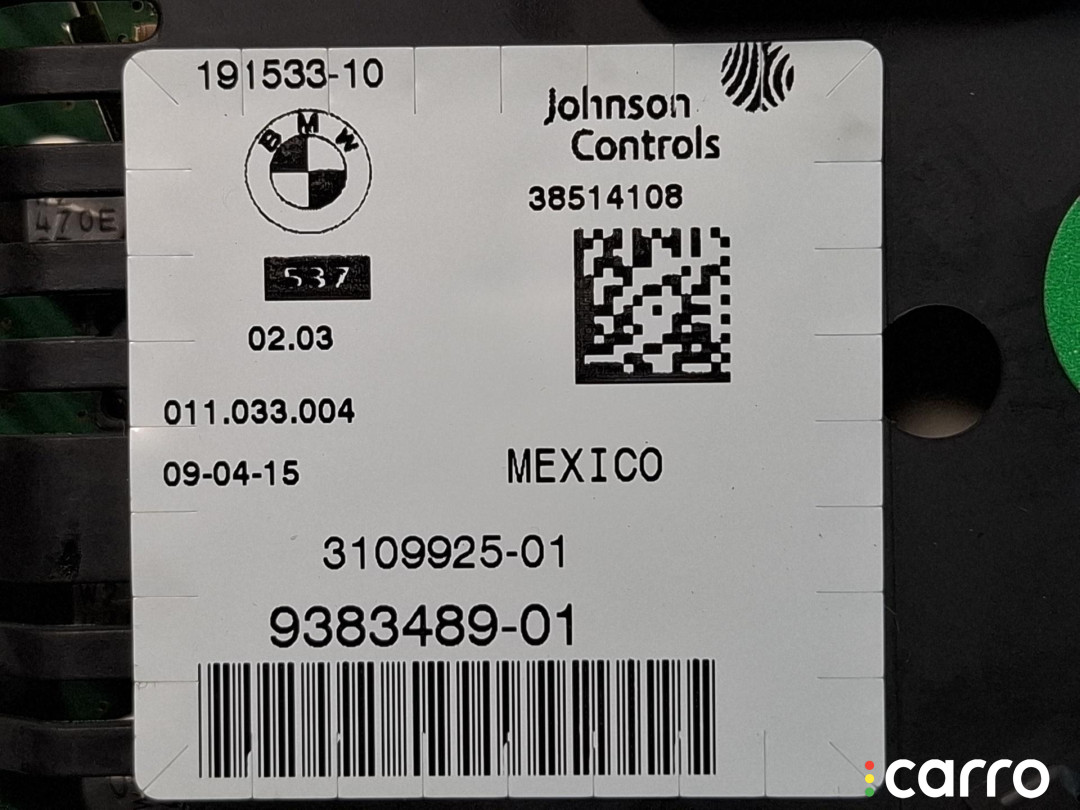 191533-10
BMW
Johnson
Controls
38514108
537
02.03
011.033.004
09-04-15
MEXICO
3109925-01
9383489-01
470E
carro